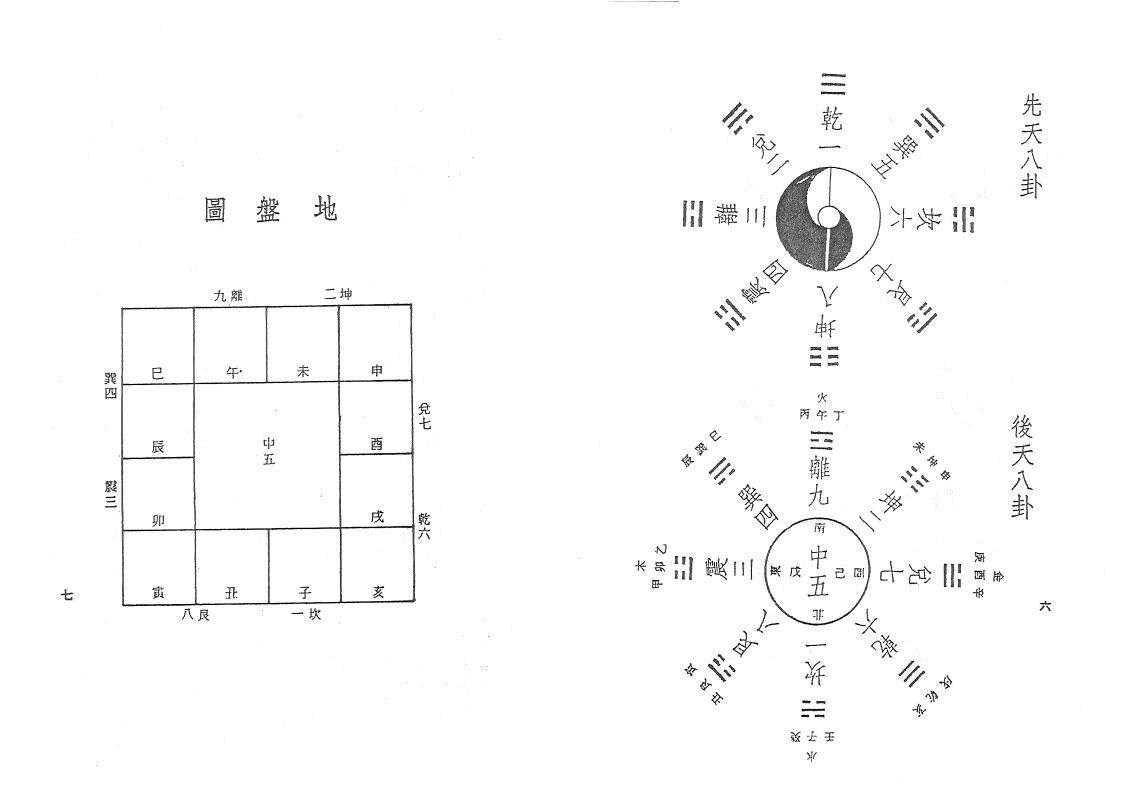 先天八卦
乾一
兌二
離三
震四
巽五
坎六
艮七
坤八
後天八卦
火
丙午丁
離九
未坤申
坤二
金
庚酉辛
兌七
戌乾亥
乾六
水
壬子癸
坎一
丑艮寅
艮八
木
甲卯乙
震三
辰巽巳
巽四
南
中五
東戊
己西
北
六
地盤圖
離九
坤二
巳
午
未
申
巽四
兌七
辰
中五
酉
震三
乾六
卯
戌
寅
丑
子
亥
艮八
坎一
七